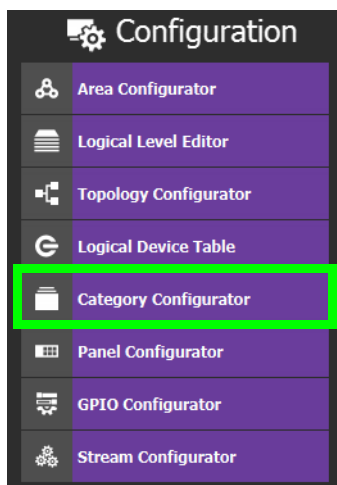 Configuration
Area Configurator
Logical Level Editor
Topology Configurator
Logical Device Table
Category Configurator
Panel Configurator
GPIO Configurator
Stream Configurator